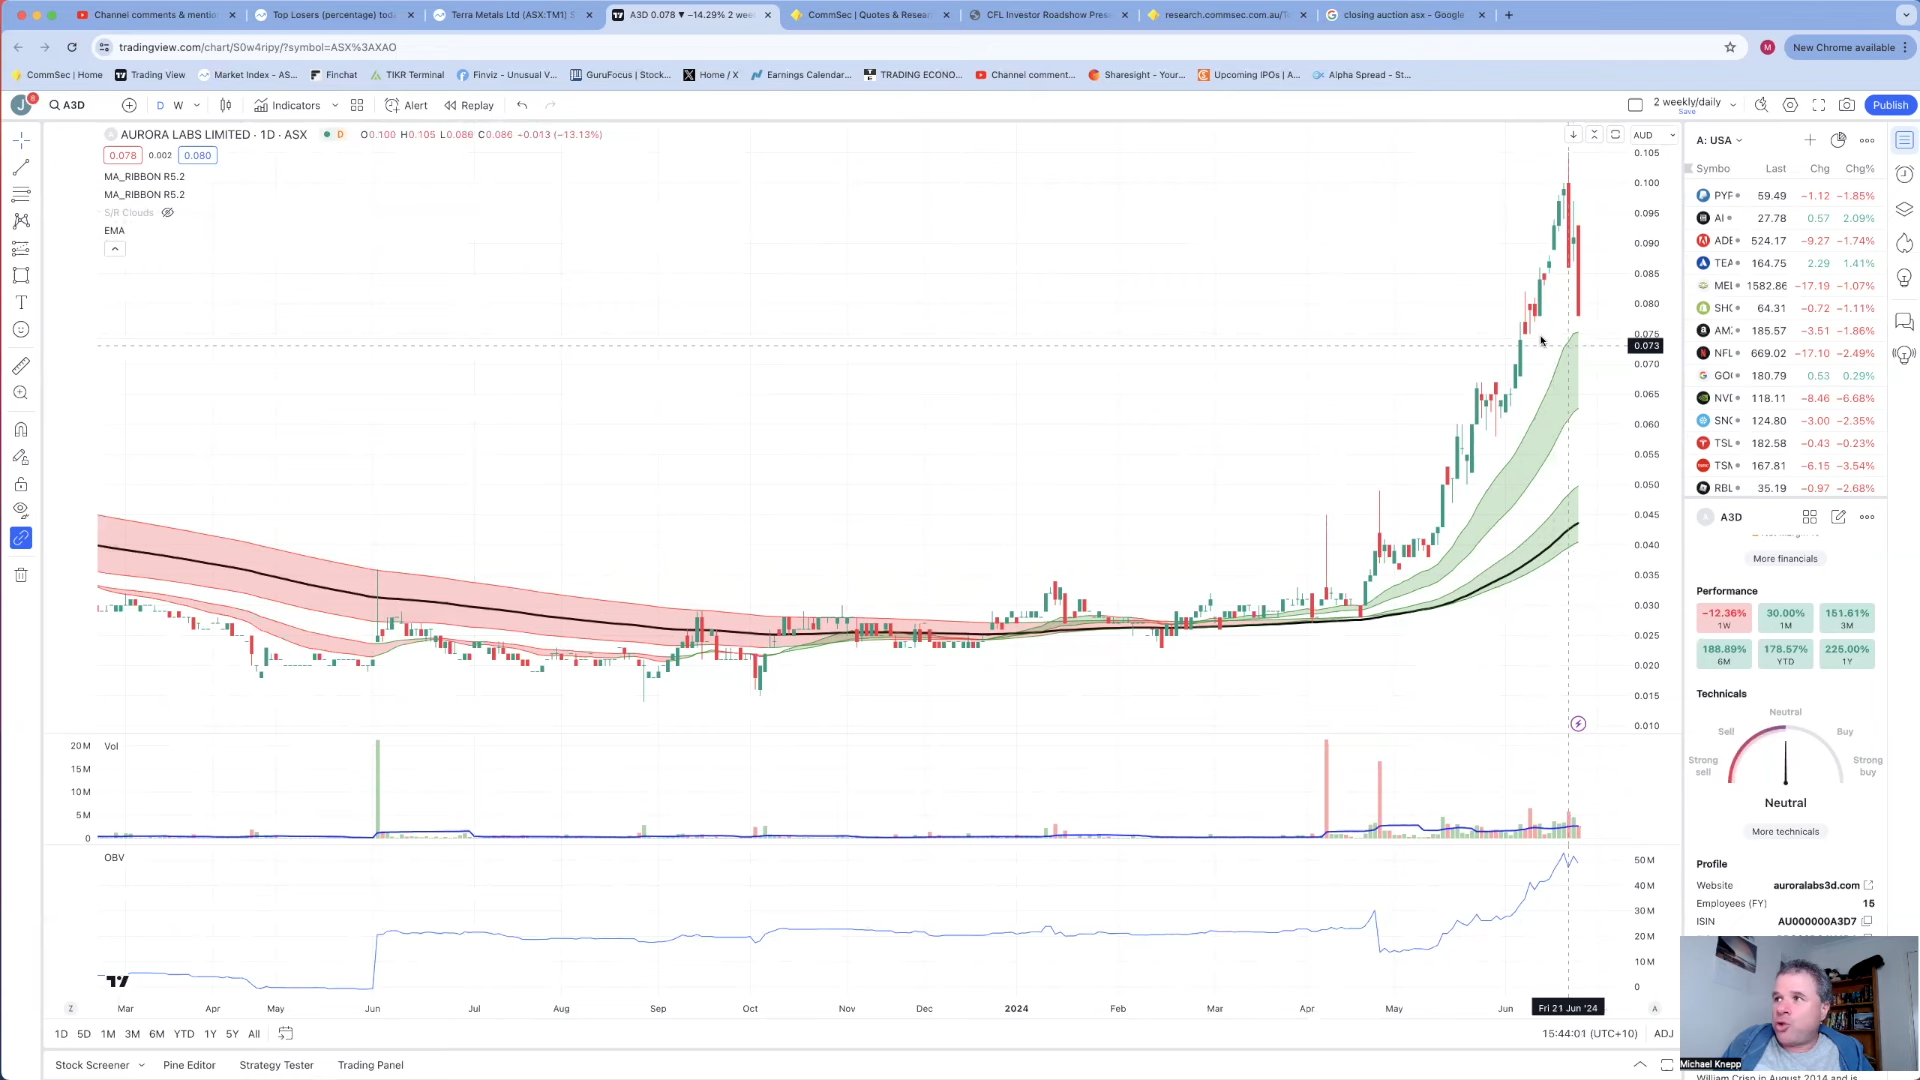 Channel comments & mentio
Top Losers (percentage) tod
Terra Metals Ltd (ASX:TM1) S
A3D 0.078 ▼ −14.29% 2 wee
CommSec | Quotes & Resear
CFL Investor Roadshow Prese
research.commsec.com.au/Te
closing auction asx - Google
tradingview.com/chart/S0w4ripy/?symbol=ASX%3AXAO
M
New Chrome available
CommSec | Home
Trading View
Market Index - AS...
Finchat
TIKR Terminal
Finviz - Unusual V...
GuruFocus | Stock...
Home / X
Earnings Calendar...
TRADING ECONO...
Channel comment...
Sharesight - Your...
Upcoming IPOs | A...
Alpha Spread - St...
J
8
A3D
D
W
Indicators
Alert
Replay
2 weekly/daily
Save
Publish
AURORA LABS LIMITED · 1D · ASX
D
O0.100 H0.105 L0.086 C0.086 −0.013 (−13.13%)
0.078
0.002
0.080
MA_RIBBON R5.2
MA_RIBBON R5.2
S/R Clouds
EMA
AUD
0.105
0.100
0.095
0.090
0.085
0.080
0.075
0.073
0.070
0.065
0.060
0.055
0.050
0.045
0.040
0.035
0.030
0.025
0.020
0.015
0.010
20 M
Vol
15 M
10 M
5 M
0
OBV
50 M
40 M
30 M
20 M
10 M
0
Z
Mar
Apr
May
Jun
Jul
Aug
Sep
Oct
Nov
Dec
2024
Feb
Mar
Apr
May
Jun
Fri 21 Jun '24
A
1D 5D 1M 3M 6M YTD 1Y 5Y All
15:44:01 (UTC+10)
ADJ
Stock Screener
Pine Editor
Strategy Tester
Trading Panel
A: USA
Symbo Last Chg Chg%
PYP 59.49 −1.12 −1.85%
AI 27.78 0.57 2.09%
ADE 524.17 −9.27 −1.74%
TEA 164.75 2.29 1.41%
MEL 1582.86 −17.19 −1.07%
SHO 64.31 −0.72 −1.11%
AMZ 185.57 −3.51 −1.86%
NFL 669.02 −17.10 −2.49%
GOO 180.79 0.53 0.29%
NVD 118.11 −8.46 −6.68%
SNO 124.80 −3.00 −2.35%
TSL 182.58 −0.43 −0.23%
TSM 167.81 −6.15 −3.54%
RBL 35.19 −0.97 −2.68%
A
A3D
More financials
Performance
−12.36%
1W
30.00%
1M
151.61%
3M
188.89%
6M
178.57%
YTD
225.00%
1Y
Technicals
Neutral
Sell
Buy
Strong
sell
Strong
buy
Neutral
More technicals
Profile
Website auroralabs3d.com
Employees (FY) 15
ISIN AU000000A3D7
Michael Knepp
William Crisp in August 2014 and is